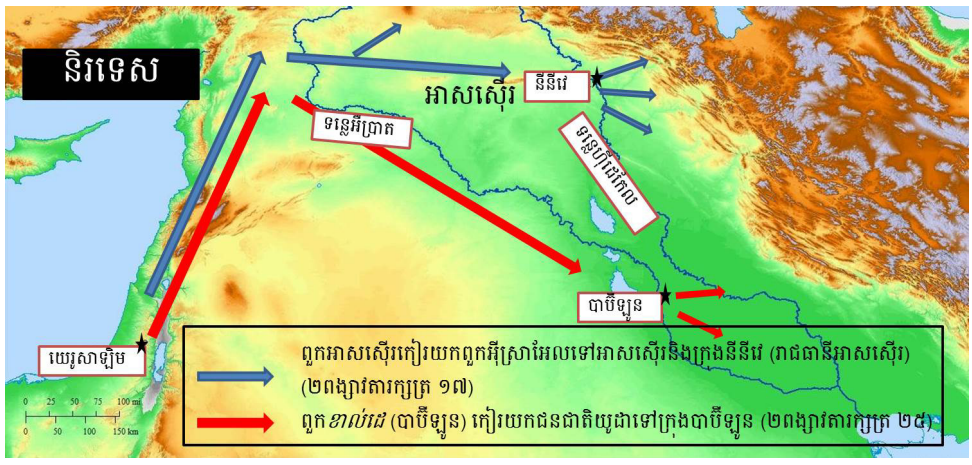 និរទេស
នីនីវេ
អាសស៊ើរ
ទន្លេអឺប្រាត
ទន្លេហ៊ីដេកែល
បាប៊ីឡូន
យេរូសាឡិម
ពួកអាសស៊ើរកៀរយកពួកអ៊ីស្រាអែលទៅអាសស៊ើរនិងក្រុងនីនីវេ (រាជធានីអាសស៊ើរ)
(២ពង្សាវតារក្សត្រ ១៧)
ពួកខាល់ដេ (បាប៊ីឡូន) កៀរយកជនជាតិយូដាទៅក្រុងបាប៊ីឡូន (២ពង្សាវតារក្សត្រ ២៥)
0 25 50 75 100 mi
0 50 100 150 km